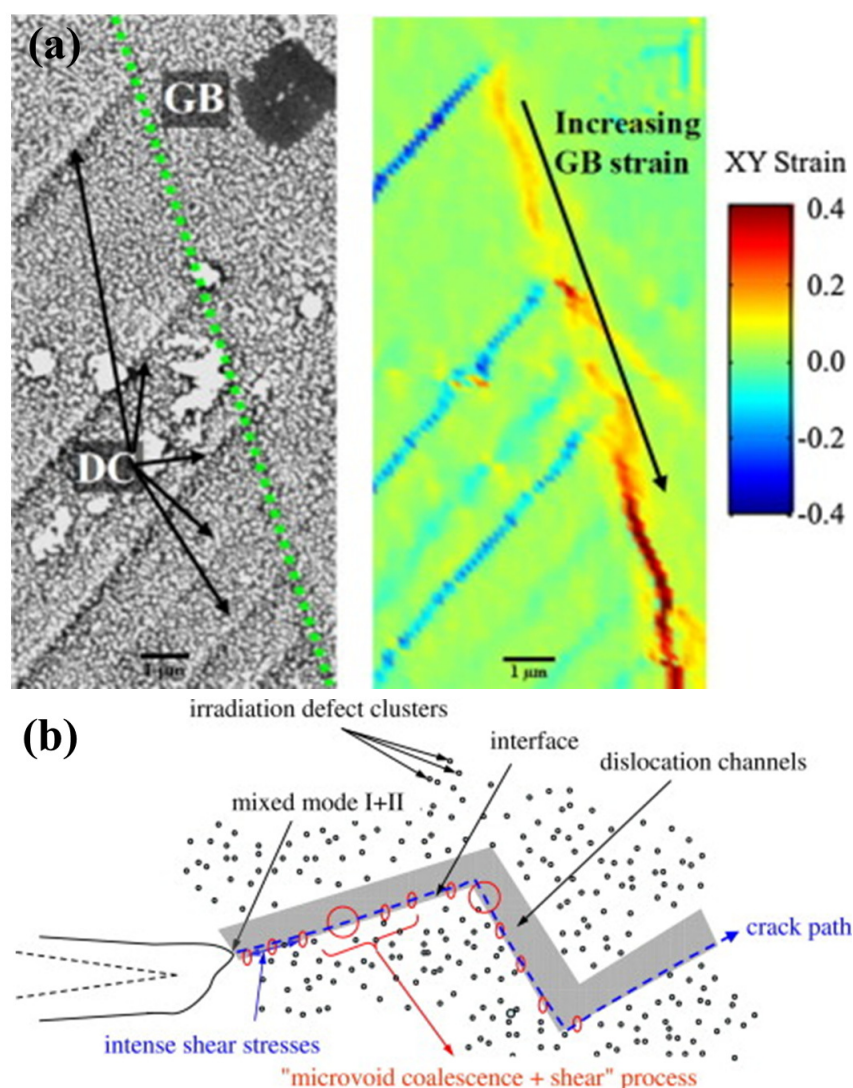 (a)
GB
DC
1 μm
Increasing
GB strain
1 μm
XY Strain
0.4
0.2
0.0
-0.2
-0.4
(b)
irradiation defect clusters
interface
dislocation channels
mixed mode I+II
crack path
intense shear stresses
"microvoid coalescence + shear" process